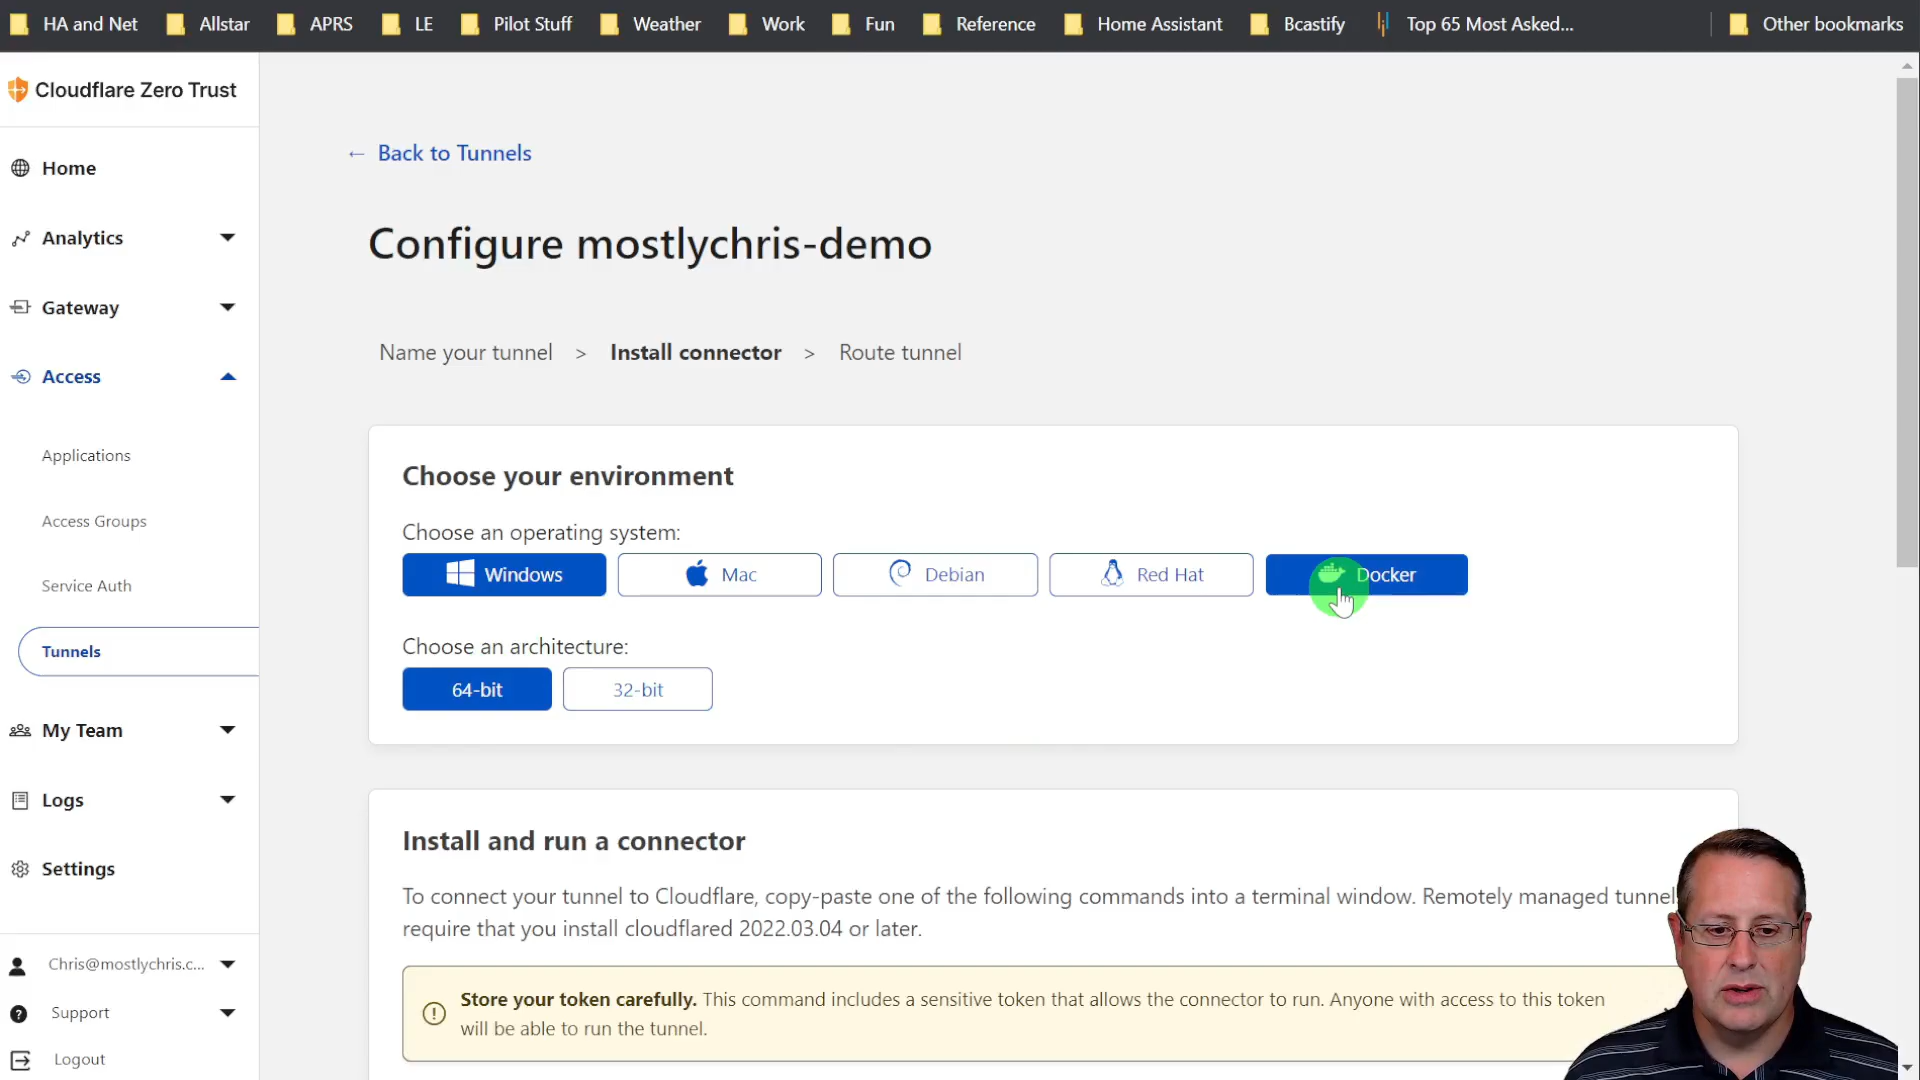 HA and Net
Allstar
APRS
LE
Pilot Stuff
Weather
Work
Fun
Reference
Home Assistant
Bcastify
Top 65 Most Asked...
Other bookmarks
Cloudflare Zero Trust
Home
Analytics
Gateway
Access
Applications
Access Groups
Service Auth
Tunnels
My Team
Logs
Settings
Chris@mostlychris.c...
Support
Logout
← Back to Tunnels
Configure mostlychris-demo
Name your tunnel > Install connector > Route tunnel
Choose your environment
Choose an operating system:
Windows
Mac
Debian
Red Hat
Docker
Choose an architecture:
64-bit
32-bit
Install and run a connector
To connect your tunnel to Cloudflare, copy-paste one of the following commands into a terminal window. Remotely managed tunnel
require that you install cloudflared 2022.03.04 or later.
Store your token carefully. This command includes a sensitive token that allows the connector to run. Anyone with access to this token
will be able to run the tunnel.